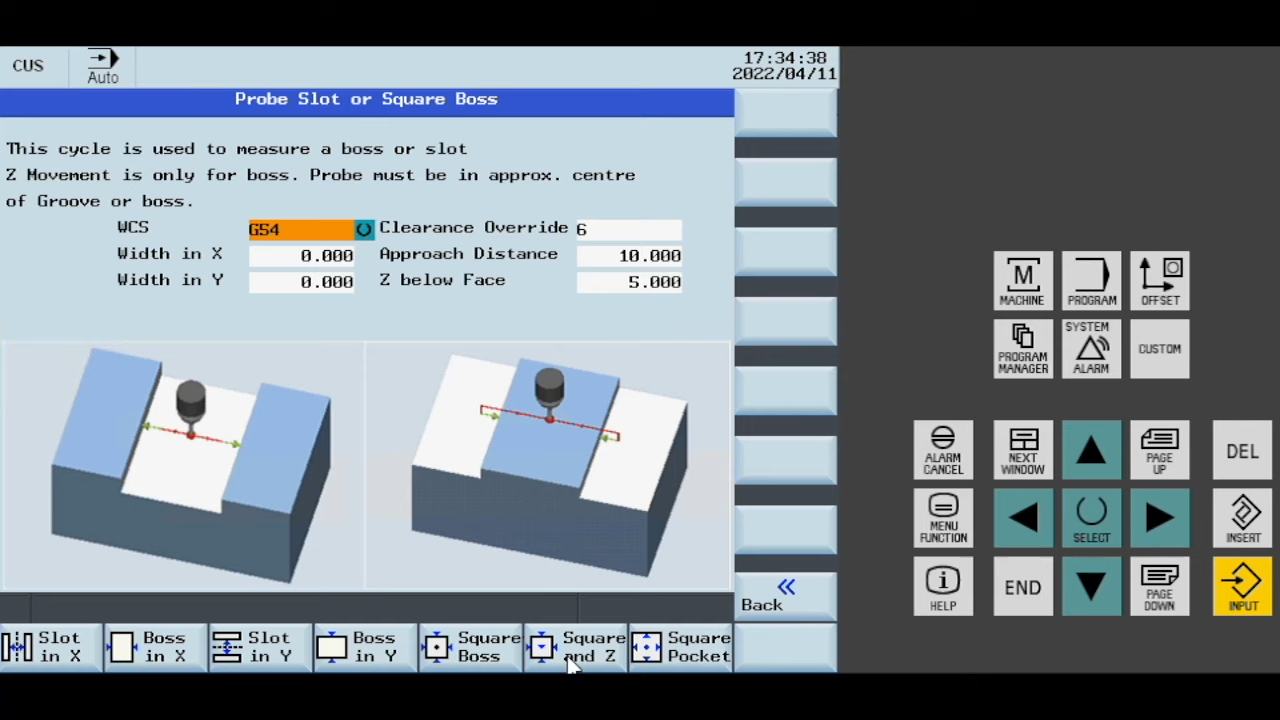 CUS
Auto
17:34:38
2022/04/11
Probe Slot or Square Boss
This cycle is used to measure a boss or slot
Z Movement is only for boss. Probe must be in approx. centre
of Groove or boss.
WCS G54 Clearance Override 6
Width in X 0.000 Approach Distance 10.000
Width in Y 0.000 Z below Face 5.000
Back
Slot
in X
Boss
in X
Slot
in Y
Boss
in Y
Square
Boss
Square
and Z
Square
Pocket
M
MACHINE
PROGRAM
OFFSET
PROGRAM
MANAGER
SYSTEM
ALARM
CUSTOM
ALARM
CANCEL
NEXT
WINDOW
PAGE
UP
DEL
MENU
FUNCTION
SELECT
INSERT
HELP
END
PAGE
DOWN
INPUT